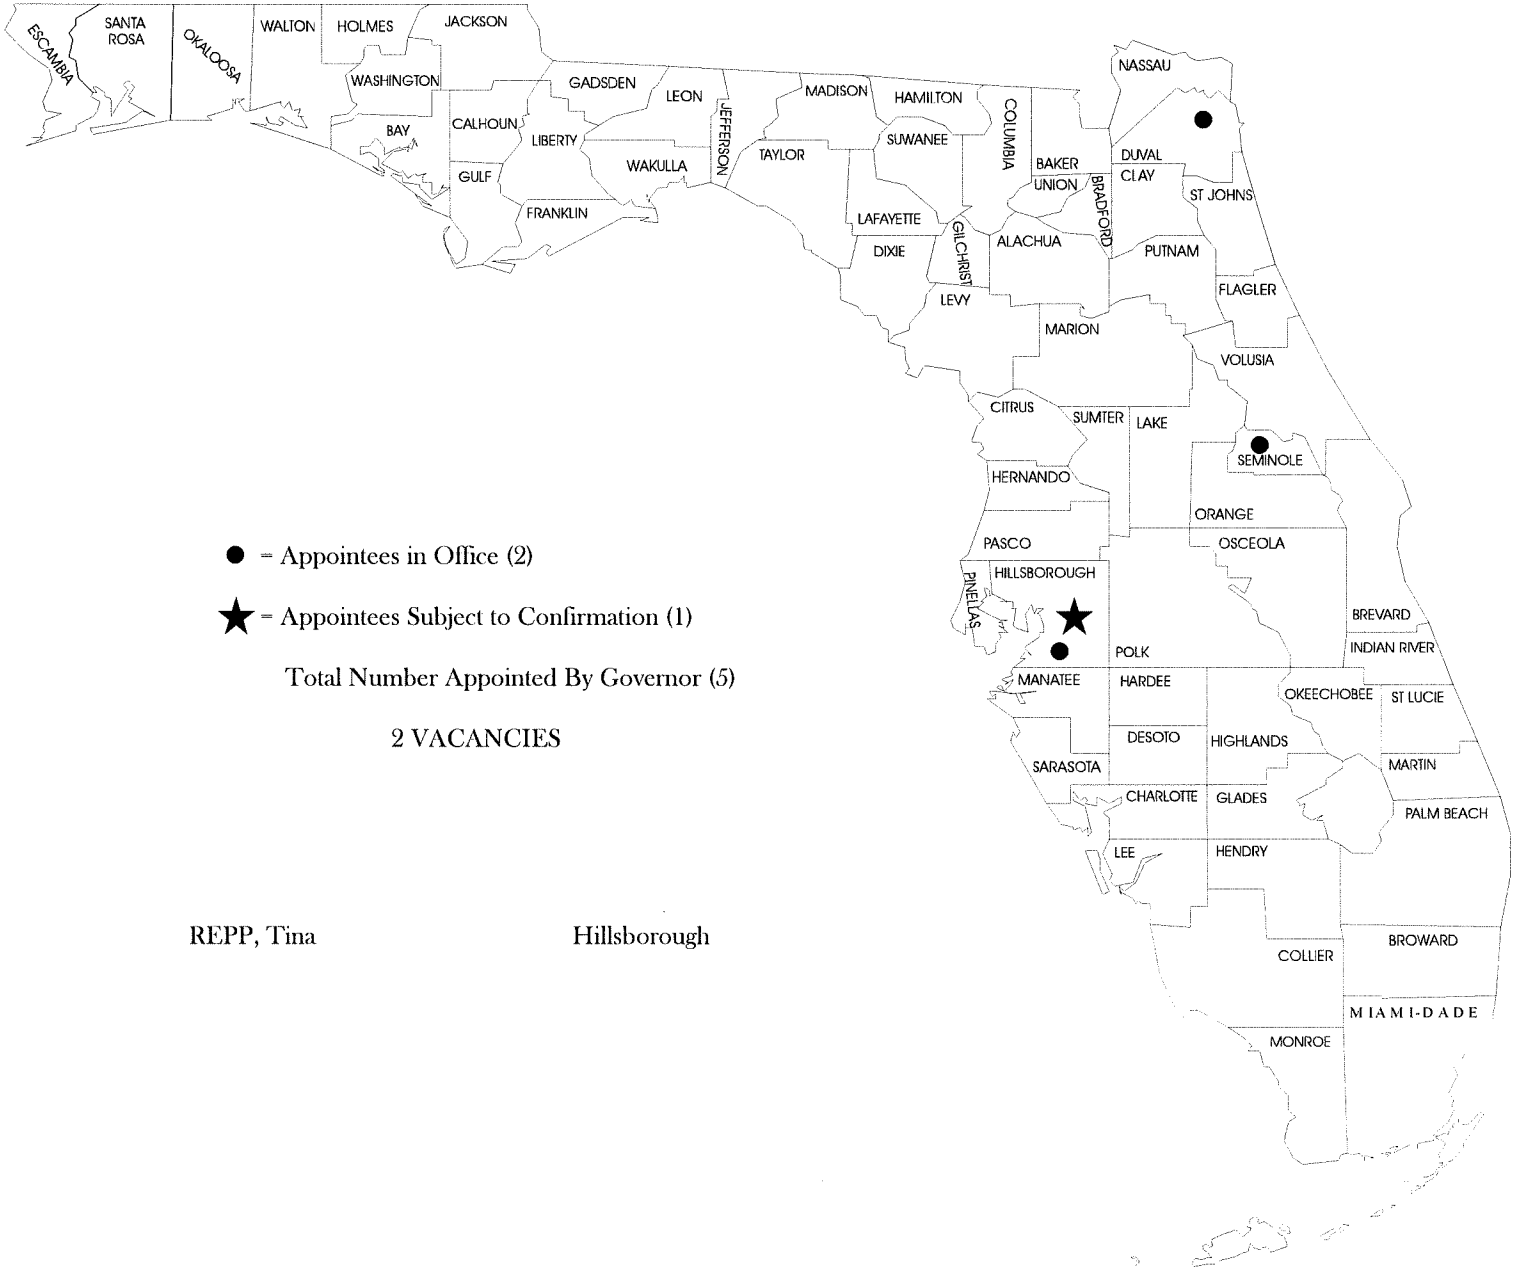 ESCAMBIA
SANTA
ROSA
OKALOOSA
WALTON
HOLMES
JACKSON
WASHINGTON
BAY
CALHOUN
GULF
GADSDEN
LIBERTY
FRANKLIN
LEON
WAKULLA
JEFFERSON
MADISON
TAYLOR
HAMILTON
SUWANEE
LAFAYETTE
DIXIE
COLUMBIA
GILCHRIST
LEVY
BAKER
UNION
BRADFORD
ALACHUA
NASSAU
DUVAL
CLAY
ST JOHNS
PUTNAM
FLAGLER
MARION
VOLUSIA
CITRUS
SUMTER
LAKE
SEMINOLE
HERNANDO
ORANGE
PASCO
OSCEOLA
PINELLAS
HILLSBOROUGH
POLK
BREVARD
INDIAN RIVER
MANATEE
HARDEE
OKEECHOBEE
ST LUCIE
DESOTO
HIGHLANDS
SARASOTA
MARTIN
CHARLOTTE
GLADES
PALM BEACH
LEE
HENDRY
BROWARD
COLLIER
MIAMI-DADE
MONROE
= Appointees in Office (2)
= Appointees Subject to Confirmation (1)
Total Number Appointed By Governor (5)
2 VACANCIES
REPP, Tina Hillsborough